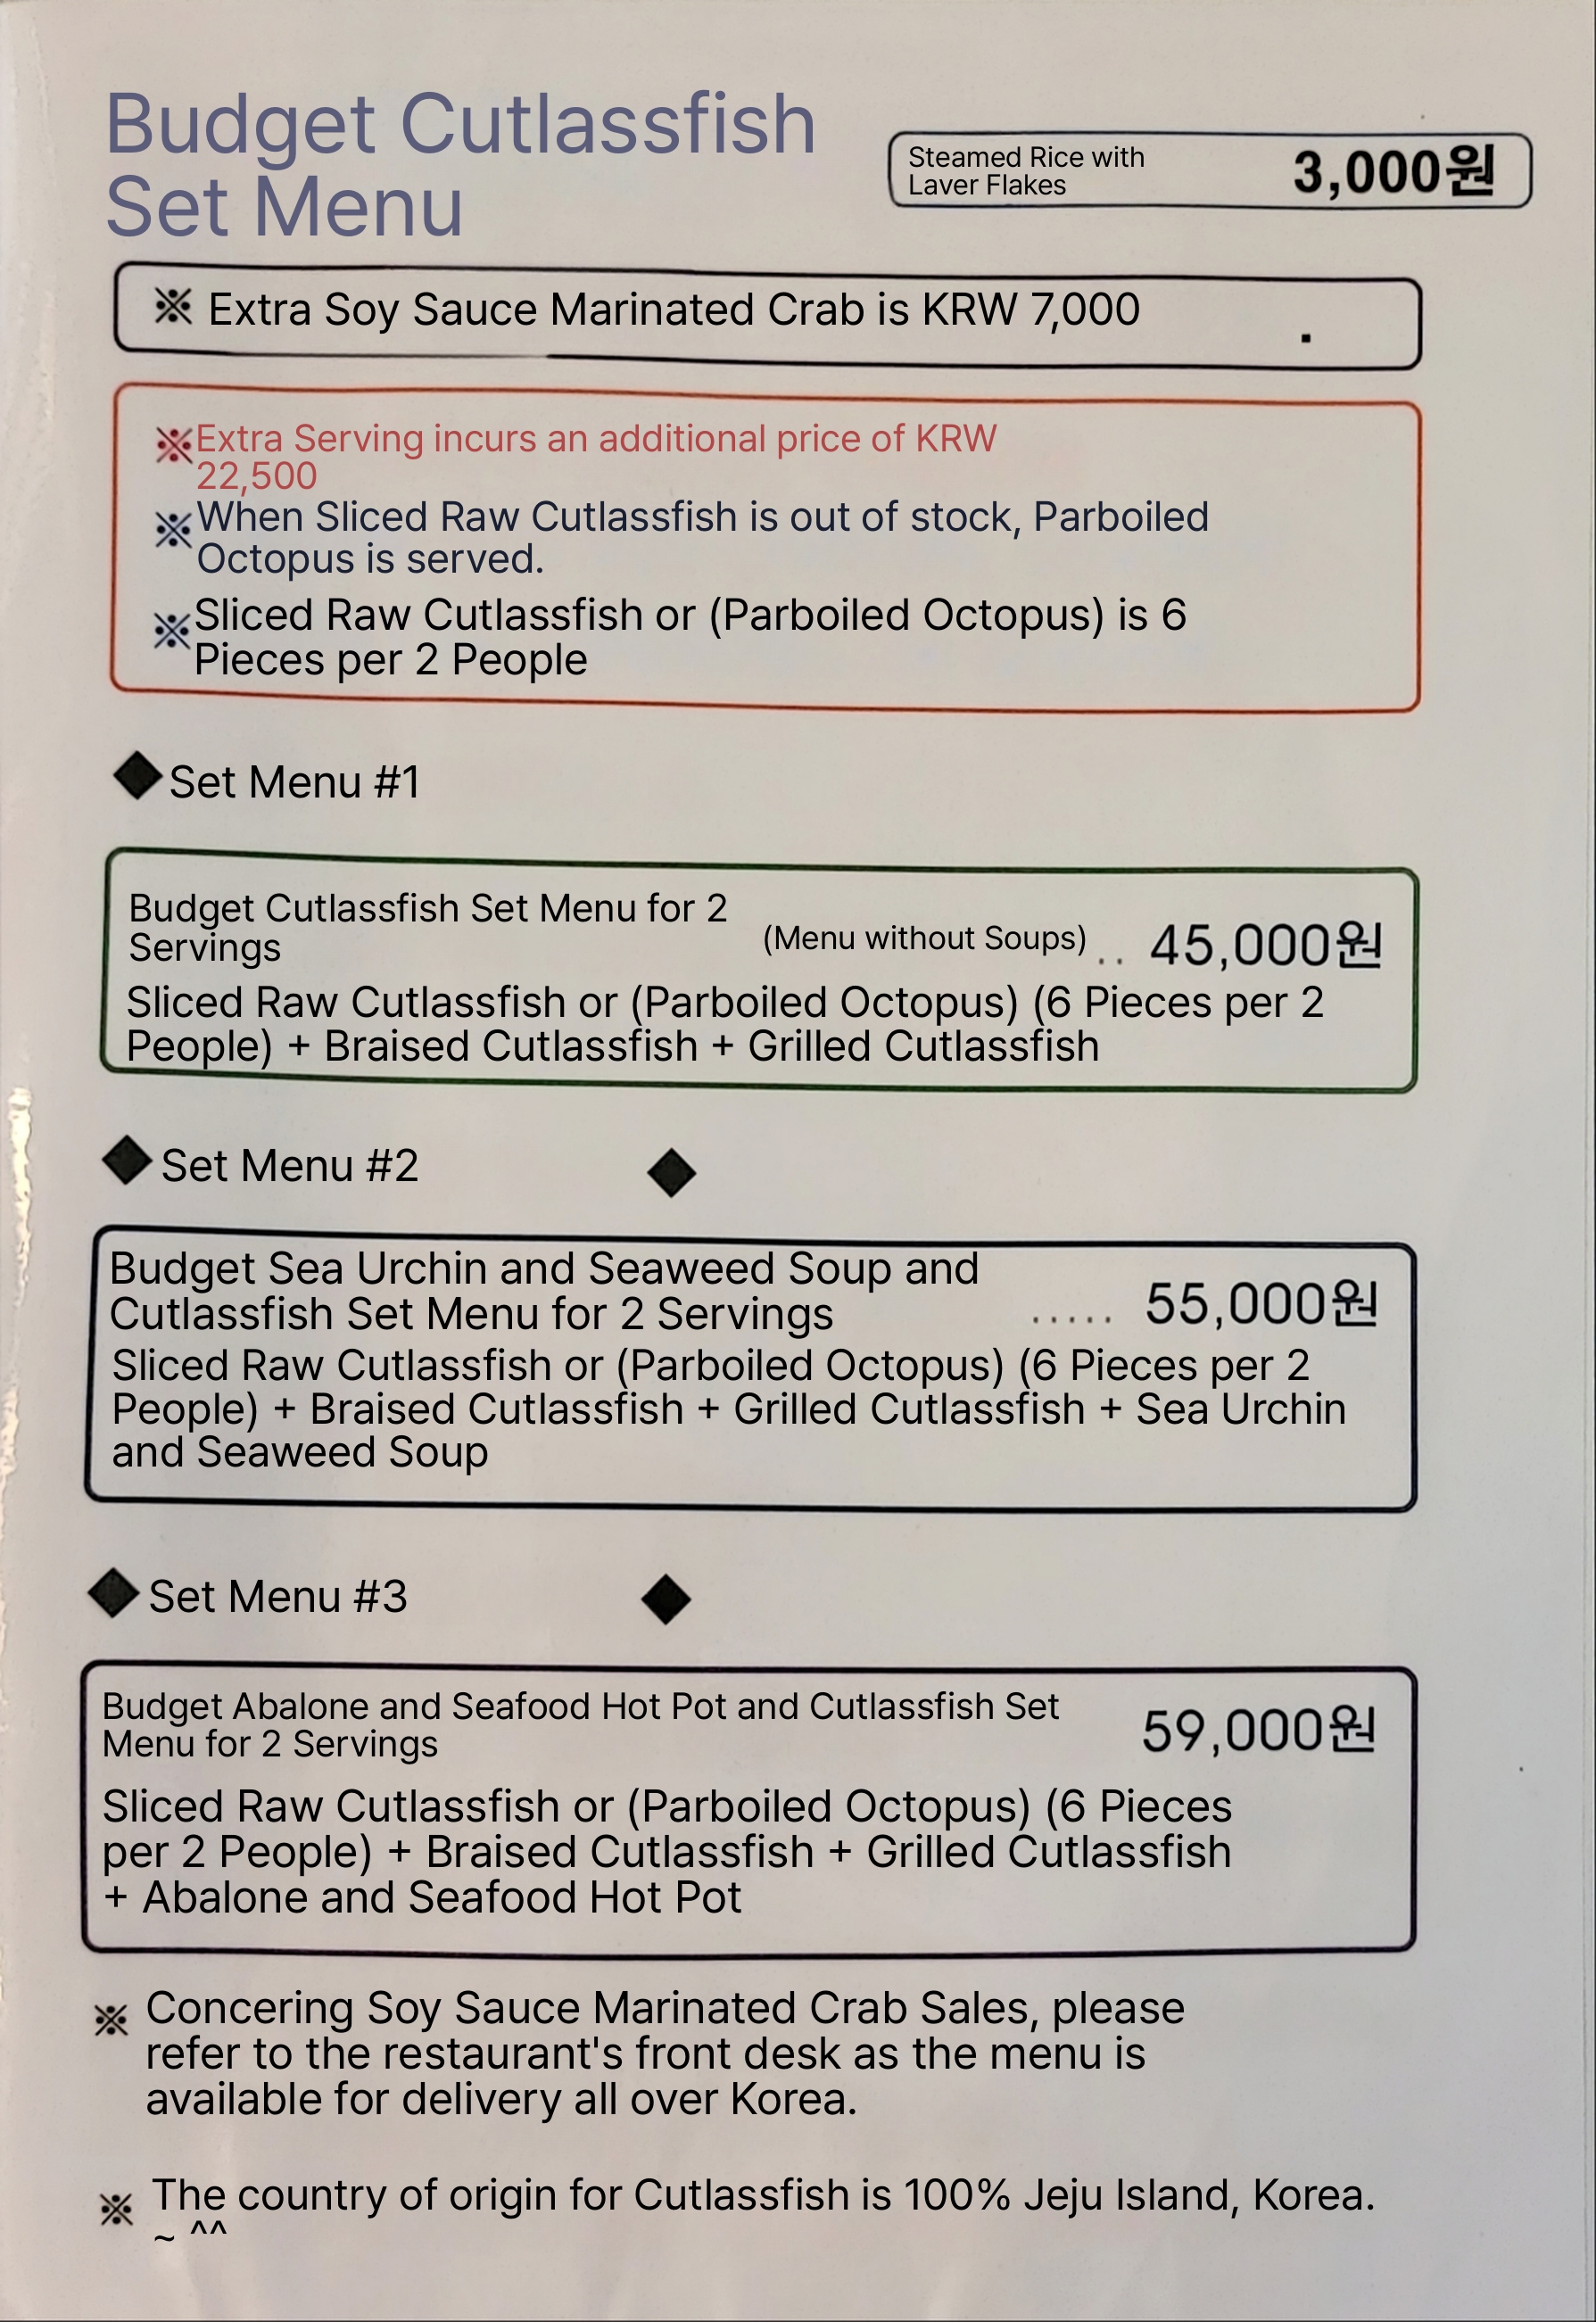 Budget Cutlassfish
Set Menu
Steamed Rice with
Laver Flakes
3,000원
※ Extra Soy Sauce Marinated Crab is KRW 7,000 .
※Extra Serving incurs an additional price of KRW
22,500
※When Sliced Raw Cutlassfish is out of stock, Parboiled
Octopus is served.
※Sliced Raw Cutlassfish or (Parboiled Octopus) is 6
Pieces per 2 People
◆Set Menu #1
Budget Cutlassfish Set Menu for 2
Servings
(Menu without Soups) .. 45,000원
Sliced Raw Cutlassfish or (Parboiled Octopus) (6 Pieces per 2
People) + Braised Cutlassfish + Grilled Cutlassfish
◆Set Menu #2 ◆
Budget Sea Urchin and Seaweed Soup and
Cutlassfish Set Menu for 2 Servings
..... 55,000원
Sliced Raw Cutlassfish or (Parboiled Octopus) (6 Pieces per 2
People) + Braised Cutlassfish + Grilled Cutlassfish + Sea Urchin
and Seaweed Soup
◆Set Menu #3 ◆
Budget Abalone and Seafood Hot Pot and Cutlassfish Set
Menu for 2 Servings
59,000원
Sliced Raw Cutlassfish or (Parboiled Octopus) (6 Pieces
per 2 People) + Braised Cutlassfish + Grilled Cutlassfish
+ Abalone and Seafood Hot Pot
※ Concering Soy Sauce Marinated Crab Sales, please
refer to the restaurant's front desk as the menu is
available for delivery all over Korea.
※ The country of origin for Cutlassfish is 100% Jeju Island, Korea.
~ ^^